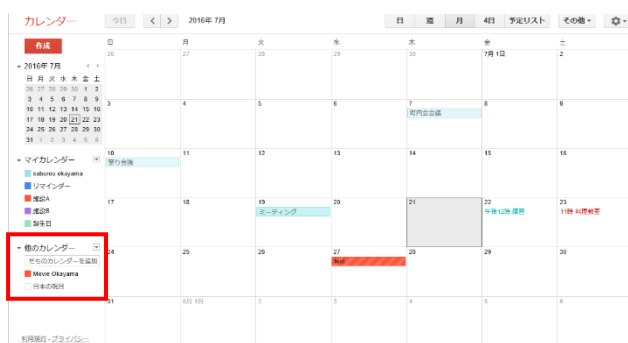 カレンダー
今日 < > 2016年 7月 日 週 月 4日 予定リスト その他
作成
2016年 7月
日 月 火 水 木 金 土
26 27 28 29 30 1 2
3 4 5 6 7 8 9
10 11 12 13 14 15 16
17 18 19 20 21 22 23
24 25 26 27 28 29 30
31 1 2 3 4 5 6
マイカレンダー
saburou okayama
リマインダー
施設A
施設B
誕生日
他のカレンダー
友だちのカレンダーを追加
Movie Okayama
日本の祝日
利用規約 - プライバシー
日 月 火 水 木 金 土
26 27 28 29 30 7月 1日 2
3 4 5 6 7 8 9
町内会会議
10 11 12 13 14 15 16
祭り会議
17 18 19 20 21 22 23
ミーティング 午後12時 11時 料理教室
24 25 26 27 28 29 30
31 8月 1日 2 3 4 5 6